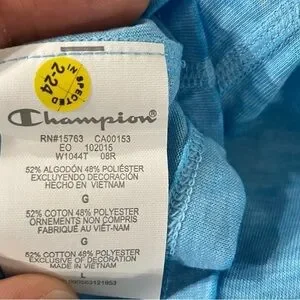 INSPECTED
2-24
Champion
RN#15763 CA00153
EO 102015
W1044T 08R
52% ALGODÓN 48% POLIÉSTER
EXCLUYENDO DECORACIÓN
HECHO EN VIETNAM
G
52% COTON 48% POLYESTER
ORNEMENTS NON COMPRIS
FABRIQUÉ AU VIÊT-NAM
G
52% COTTON 48% POLYESTER
EXCLUSIVE OF DECORATION
MADE IN VIETNAM
L